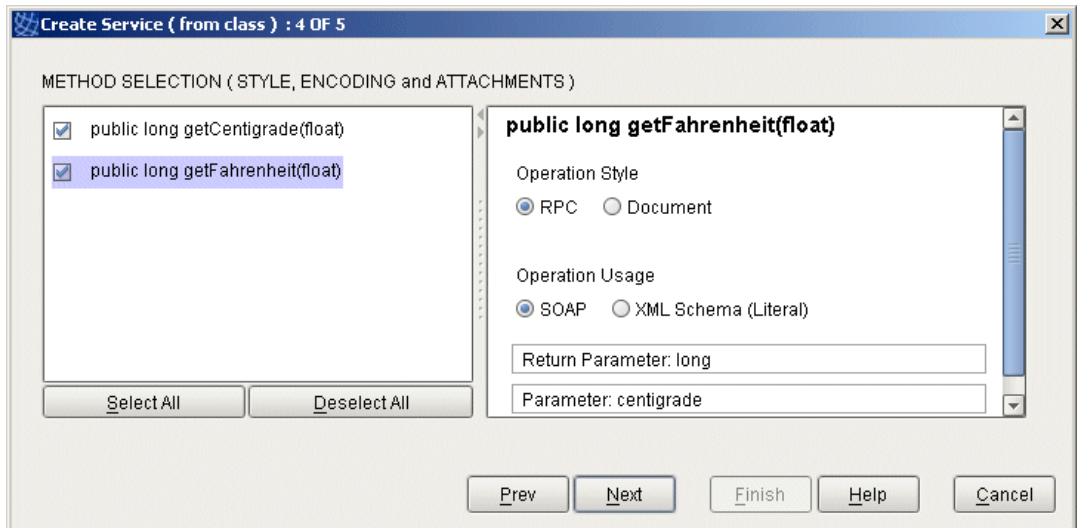 Create Service ( from class ) : 4 OF 5
METHOD SELECTION ( STYLE, ENCODING and ATTACHMENTS )
public long getCentigrade(float)
public long getFahrenheit(float)
Select All
Deselect All
public long getFahrenheit(float)
Operation Style
RPC Document
Operation Usage
SOAP XML Schema (Literal)
Return Parameter: long
Parameter: centigrade
Prev Next Finish Help Cancel